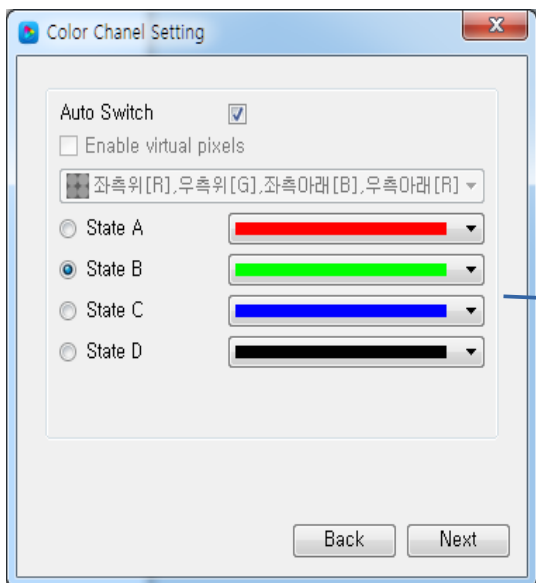 Color Chanel Setting
Auto Switch
Enable virtual pixels
좌측위[R],우측위[G],좌측아래[B],우측아래[R]
State A
State B
State C
State D
Back Next